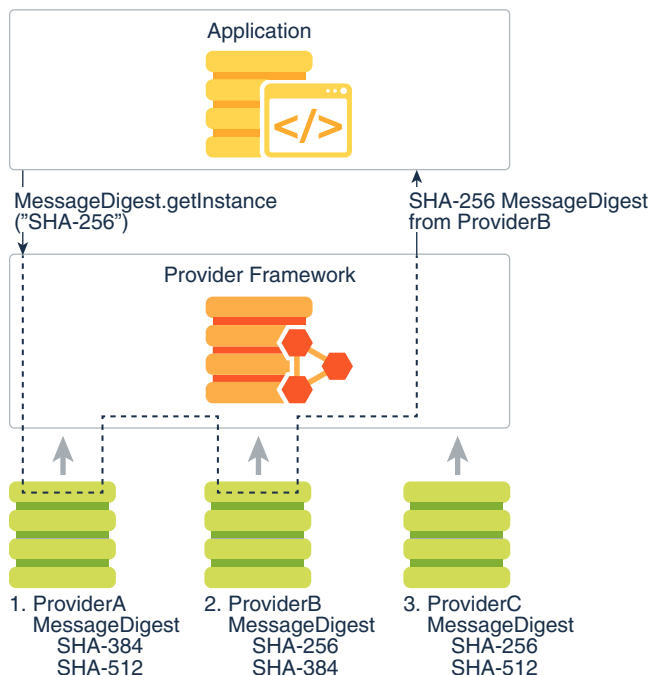 Application
</>
MessageDigest.getInstance
(”SHA-256”)
SHA-256 MessageDigest
from ProviderB
Provider Framework
1. ProviderA
MessageDigest
SHA-384
SHA-512
2. ProviderB
MessageDigest
SHA-256
SHA-384
3. ProviderC
MessageDigest
SHA-256
SHA-512